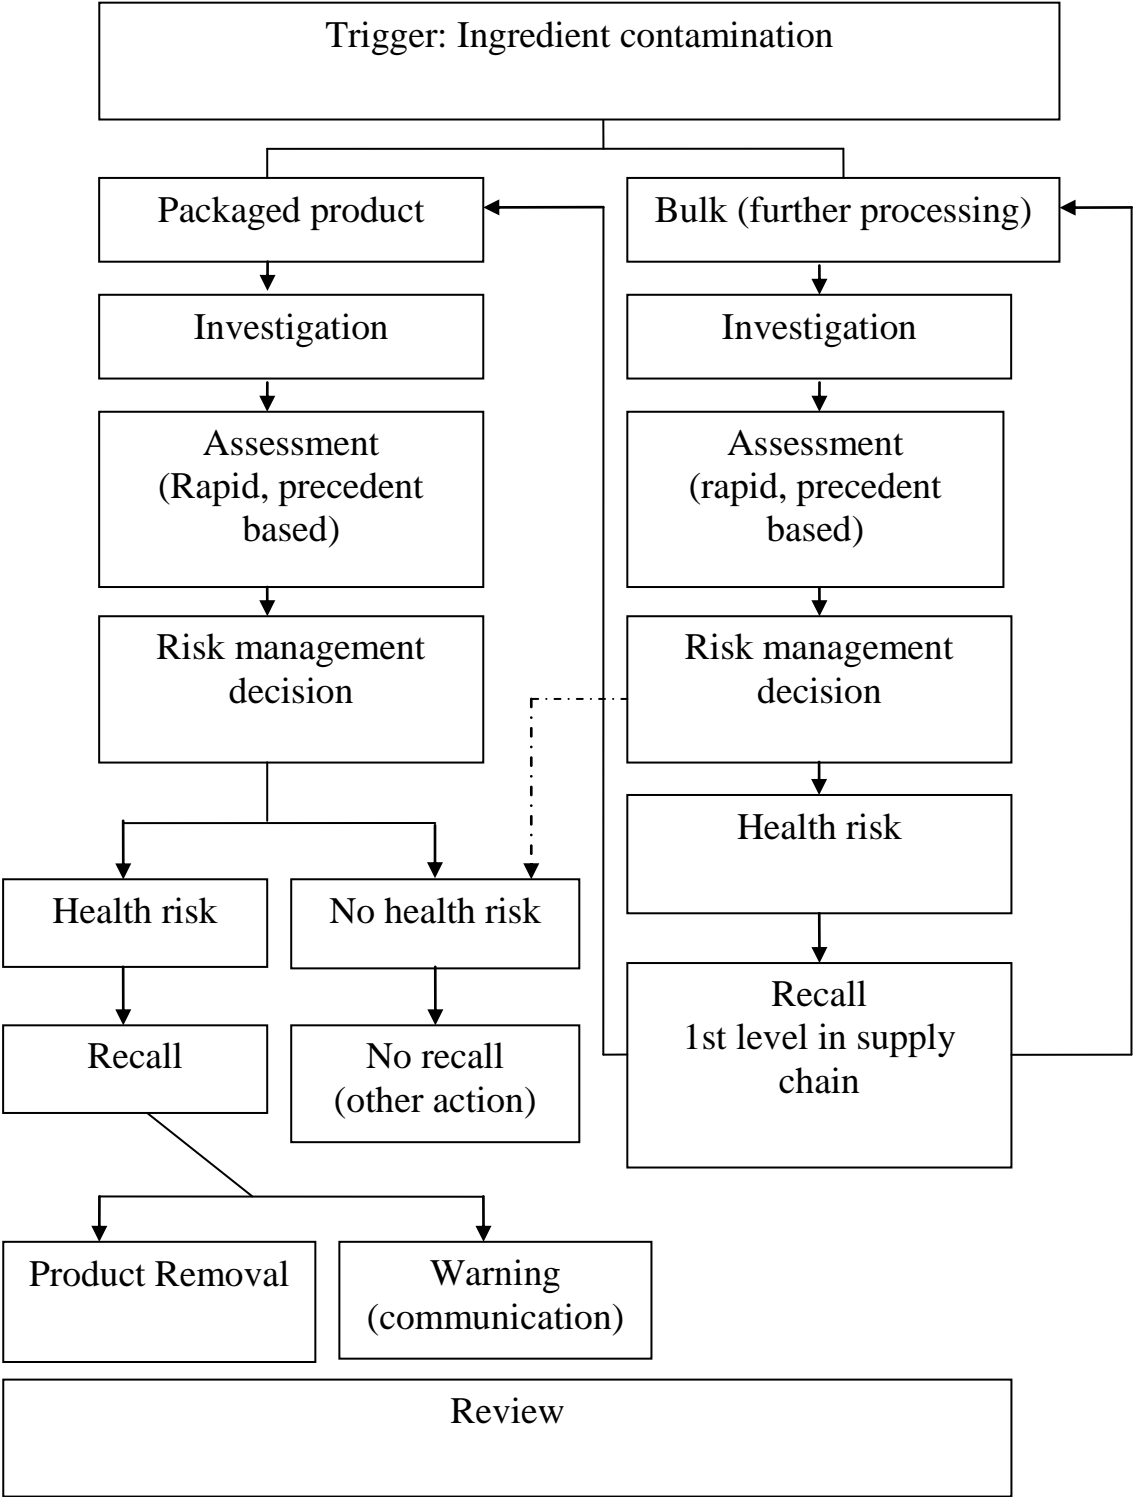 Trigger: Ingredient contamination
Packaged product
Bulk (further processing)
Investigation
Investigation
Assessment
(Rapid, precedent
based)
Assessment
(rapid, precedent
based)
Risk management
decision
Risk management
decision
Health risk
Health risk
No health risk
Recall
1st level in supply
chain
Recall
No recall
(other action)
Product Removal
Warning
(communication)
Review